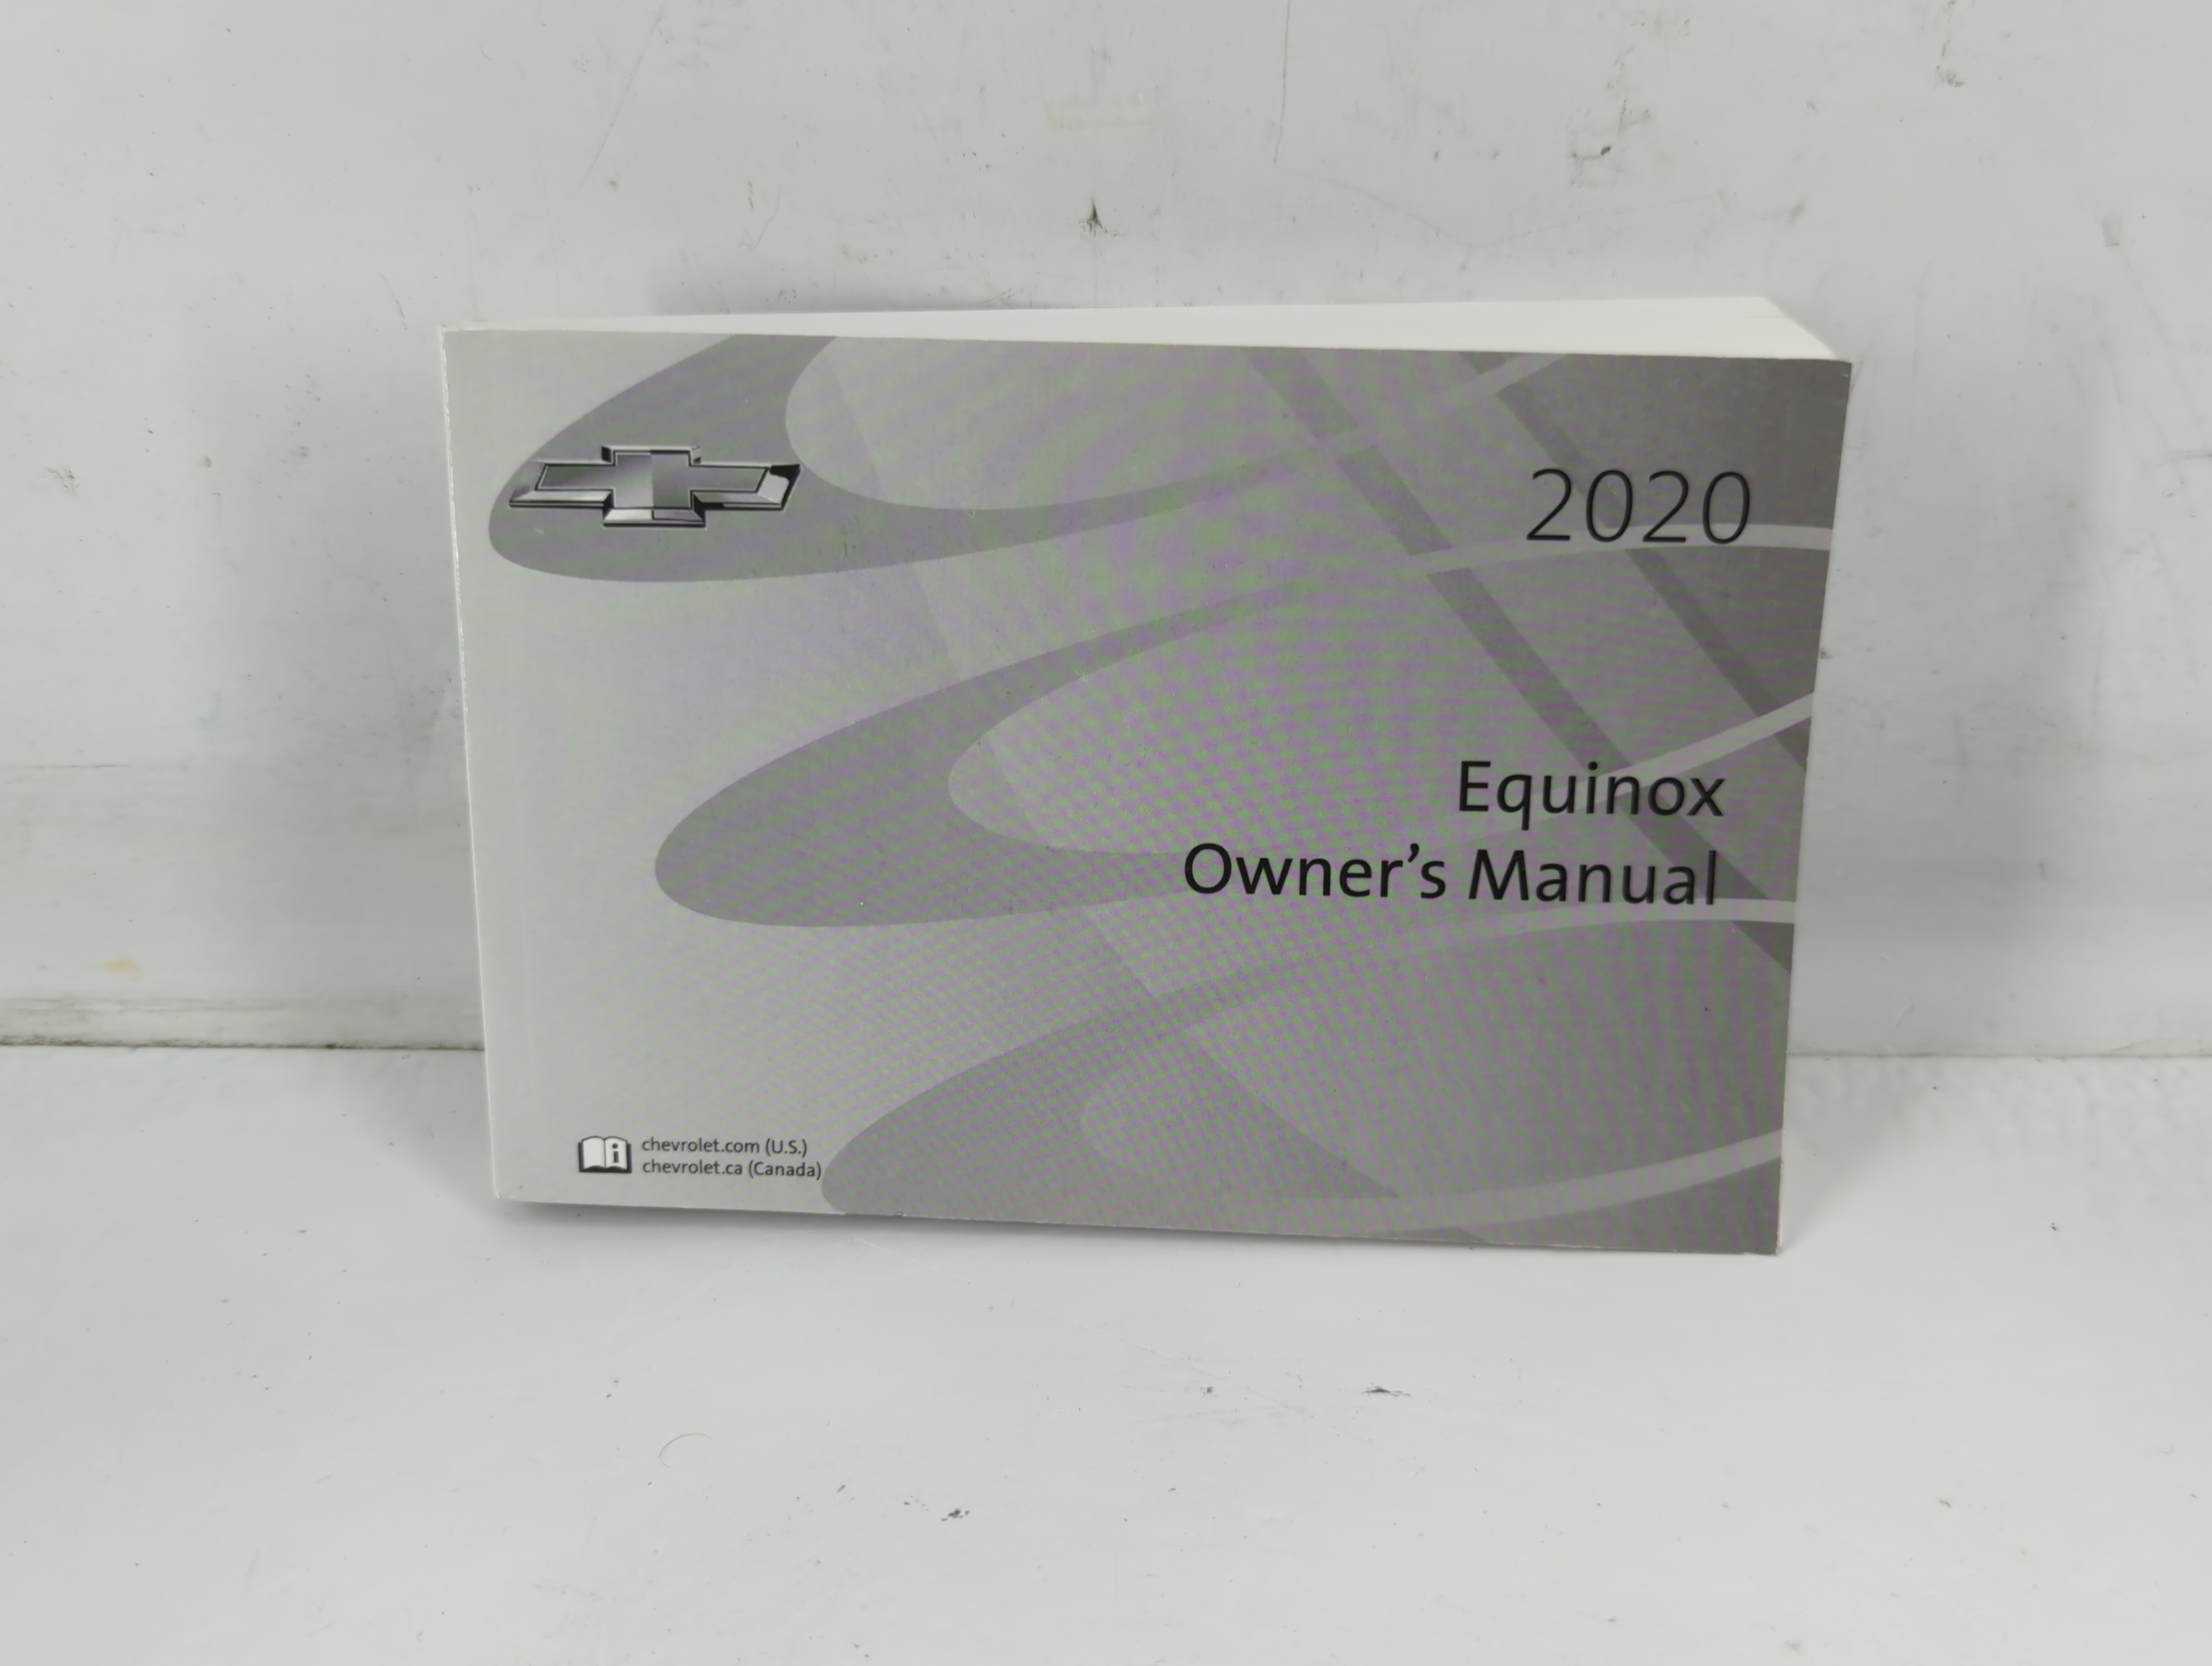 2020
Equinox
Owner’s Manual
i
chevrolet.com (U.S.)
chevrolet.ca (Canada)